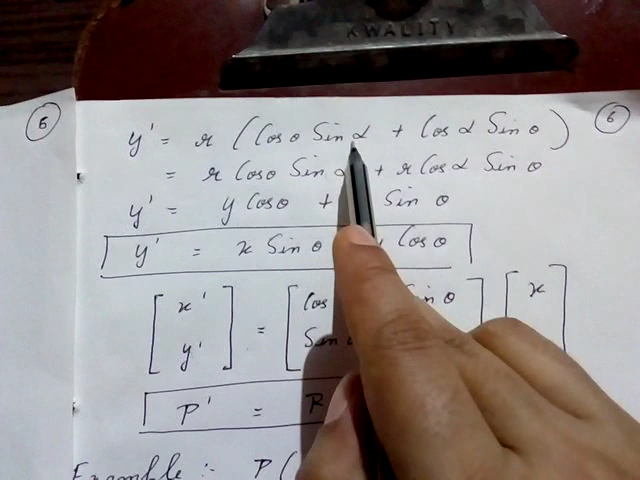 KWALITY
6
6
y' = r (Cos θ Sin α + Cos α Sin θ)
= r Cos θ Sin α + r Cos α Sin θ
y' = y Cos θ + Sin θ
y' = x Sin θ Cos θ
[x' y'] = [Cos Sin θ Sin] [x
P' = R
Example :- P(